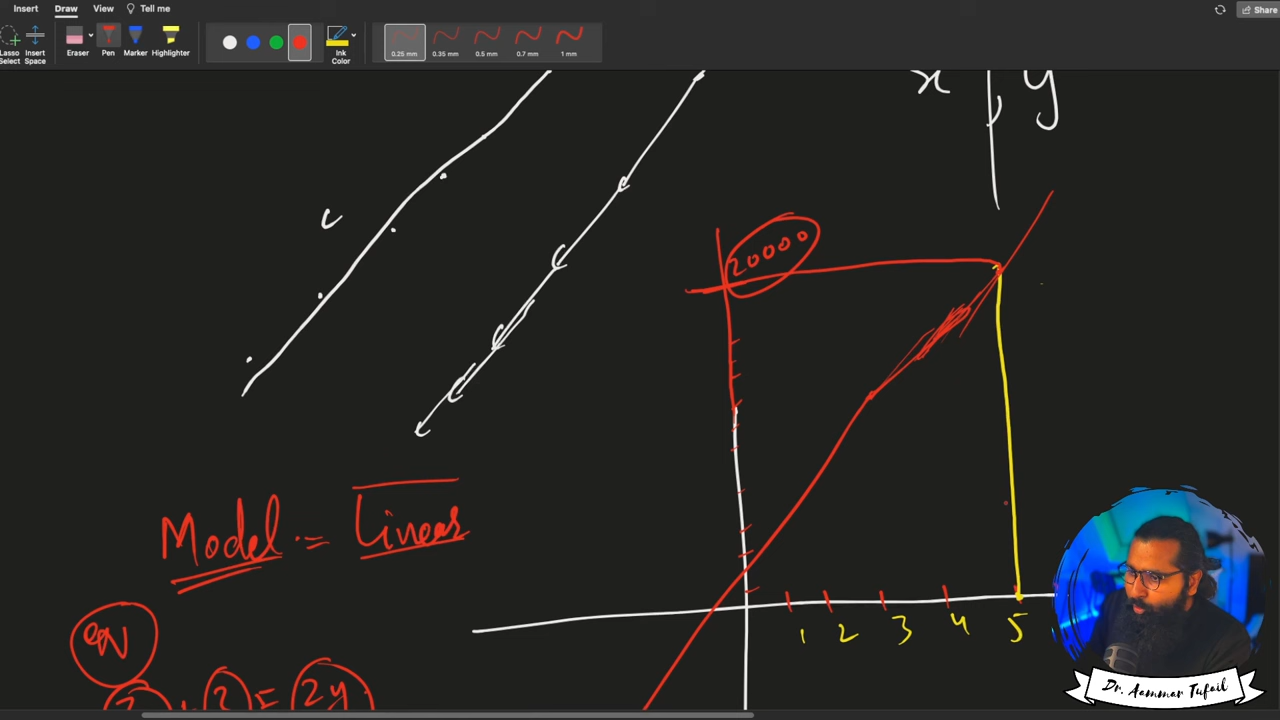 Insert Draw View Tell me
Share
Lasso Select
Insert Space
Eraser
Pen
Marker
Highlighter
Ink Color
0.25 mm
0.35 mm
0.5 mm
0.7 mm
1 mm
x y
20000
Model = Linear
1 2 3 4 5
= 2y
Dr. Aammar Tufail